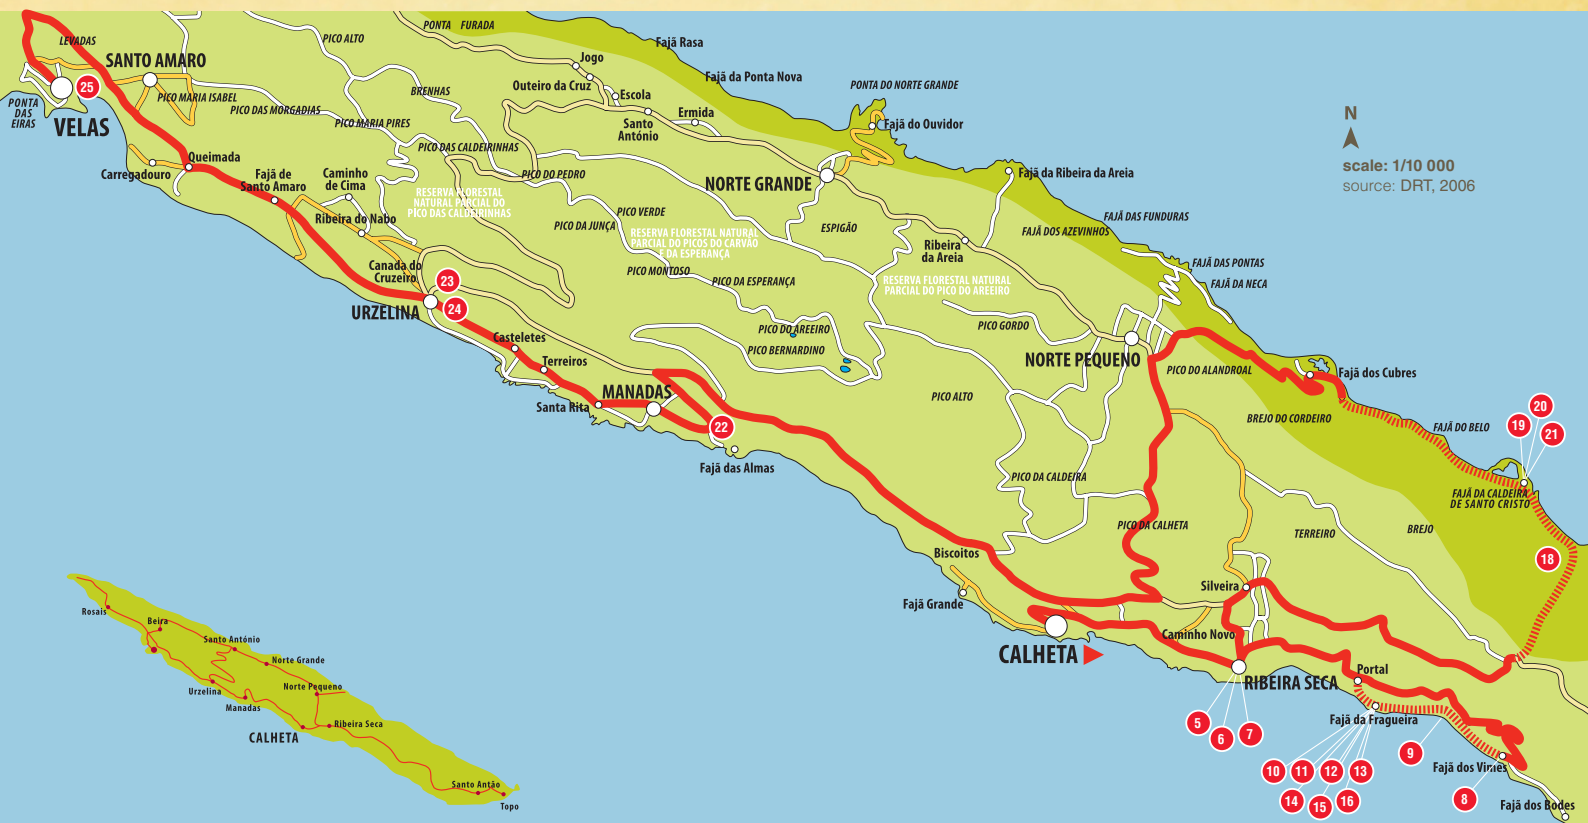 LEVADAS
SANTO AMARO
25
PONTA
DAS
EIRAS
VELAS
PICO MARIA ISABEL
PICO DAS MORGADIAS
PICO ALTO
BRENHAS
PICO MARIA PIRES
PICO DAS CALDEIRINHAS
PONTA FURADA
Jogo
Outeiro da Cruz
Escola
Santo
António
Ermida
Fajã Rasa
Fajã da Ponta Nova
PONTA DO NORTE GRANDE
Fajã do Ouvidor
NORTE GRANDE
N
scale: 1/10 000
source: DRT, 2006
Carregadouro
Queimada
Fajã de
Santo Amaro
Caminho
de Cima
Ribeira do Nabo
Canada do
Cruzeiro
RESERVA FLORESTAL
NATURAL PARCIAL DO
PICO DAS CALDEIRINHAS
PICO DO PEDRO
PICO VERDE
PICO DA JUNÇA
RESERVA FLORESTAL NATURAL
PARCIAL DO PICOS DO CARVÃO
E DA ESPERANÇA
PICO MONTOSO
PICO DA ESPERANÇA
ESPIGÃO
Fajã da Ribeira da Areia
FAJÃ DAS FUNDURAS
FAJÃ DOS AZEVINHOS
Ribeira
da Areia
RESERVA FLORESTAL NATURAL
PARCIAL DO PICO DO AREEIRO
FAJÃ DAS PONTAS
FAJÃ DA NECA
23
24
URZELINA
Casteletes
Terreiros
Santa Rita
MANADAS
22
Fajã das Almas
PICO DO AREEIRO
PICO BERNARDINO
PICO GORDO
NORTE PEQUENO
PICO DO ALANDROAL
Fajã dos Cubres
PICO ALTO
BREJO DO CORDEIRO
FAJÃ DO BELO
19
20
21
PICO DA CALDEIRA
FAJÃ DA CALDEIRA
DE SANTO CRISTO
PICO DA CALHETA
TERREIRO
BREJO
18
Biscoitos
Fajã Grande
Silveira
Caminho Novo
CALHETA
RIBEIRA SECA
Portal
Fajã da Fragueira
5
6
7
10
11
12
13
14
15
16
9
8
Fajã dos Vimes
Fajã dos Bodes
Rosais
Beira
Santo António
Norte Grande
Urzelina
Manadas
Norte Pequeno
Ribeira Seca
CALHETA
Santo Antão
Topo